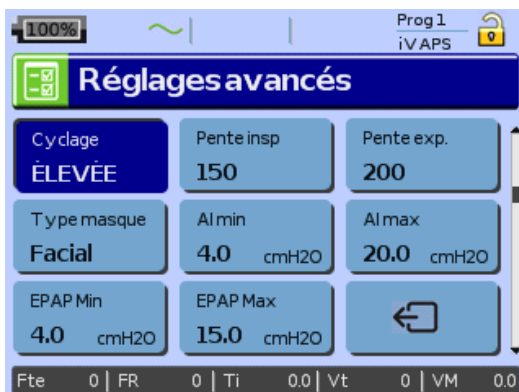 100%
Prog 1
iVAPS
Réglages avancés
Cyclage
Pente insp
Pente exp.
ÉLEVÉE
150
200
Type masque
AI min
AI max
Facial
4.0 cmH2O
20.0 cmH2O
EPAP Min
EPAP Max
4.0 cmH2O
15.0 cmH2O
Fte 0 | FR 0 | Ti 0.0 | Vt 0 | VM 0.0